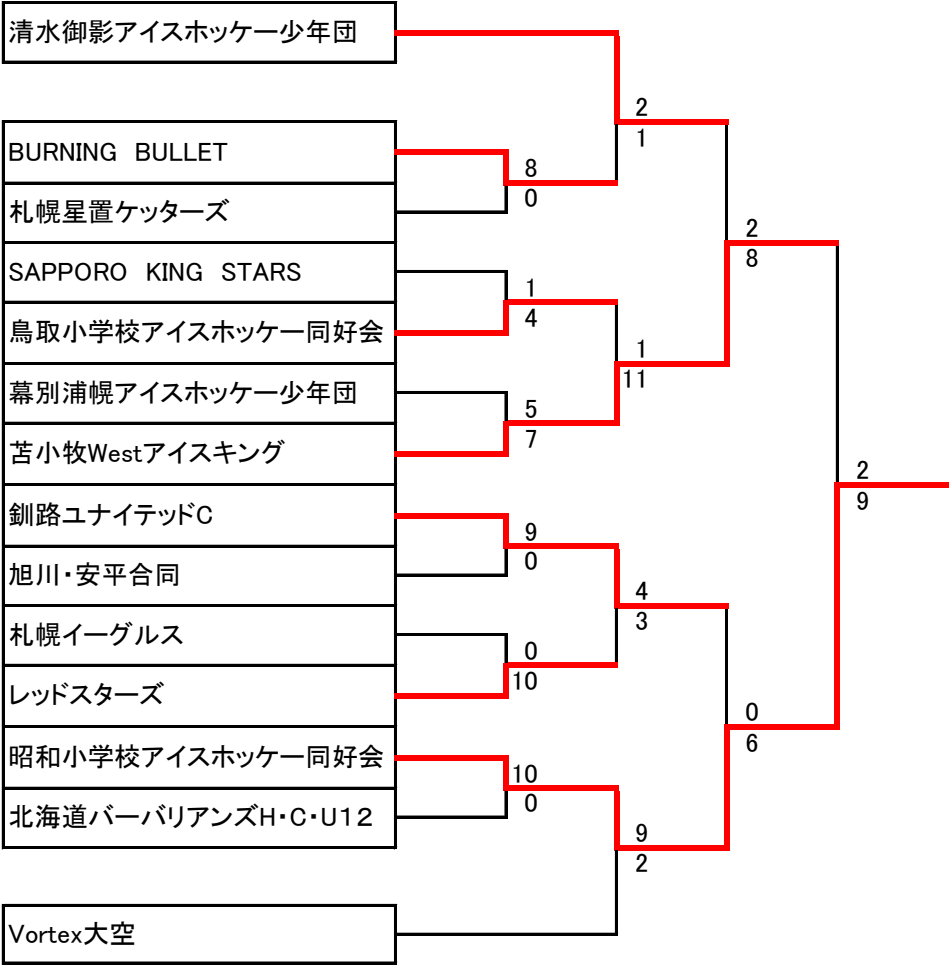 清水御影アイスホッケー少年団
2
1
BURNING BULLET
8
0
札幌星置ケッターズ
2
8
SAPPORO KING STARS
1
4
鳥取小学校アイスホッケー同好会
1
11
幕別浦幌アイスホッケー少年団
5
7
苫小牧Westアイスキング
2
9
釧路ユナイテッドC
9
0
旭川・安平合同
4
3
札幌イーグルス
0
10
レッドスターズ
0
6
昭和小学校アイスホッケー同好会
10
0
北海道バーバリアンズH・C・U12
9
2
Vortex大空